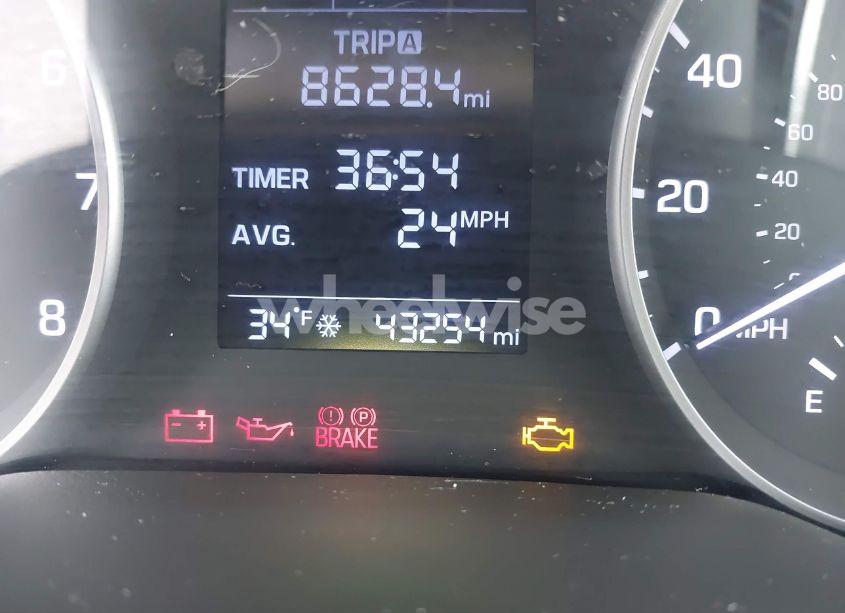 TRIP A
8628.4 mi
TIMER 36:54
AVG. 24 MPH
34°F 43254 mi
wheelwise
6
7
8
40
20
0
MPH
80
60
40
20
0
E
BRAKE
P